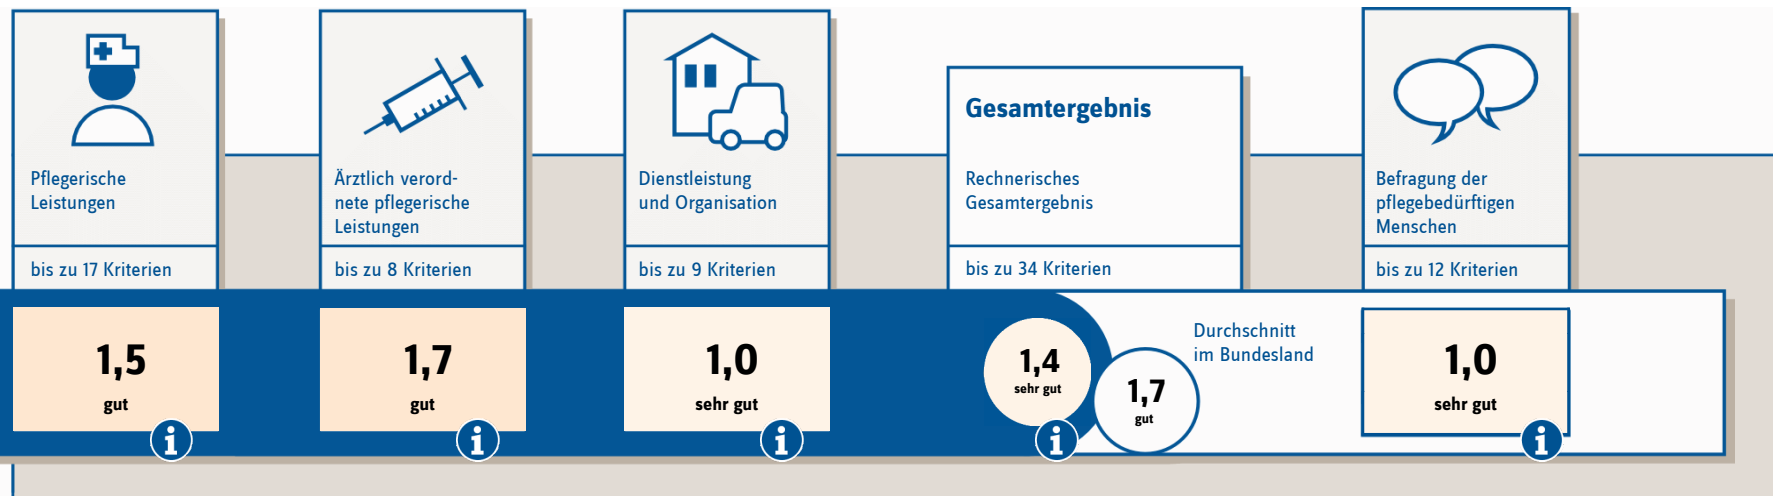 Pflegerische
Leistungen
bis zu 17 Kriterien
1,5
gut
Ärztlich verord-
nete pflegerische
Leistungen
bis zu 8 Kriterien
1,7
gut
Dienstleistung
und Organisation
bis zu 9 Kriterien
1,0
sehr gut
Gesamtergebnis
Rechnerisches
Gesamtergebnis
bis zu 34 Kriterien
1,4
sehr gut
1,7
gut
Durchschnitt
im Bundesland
Befragung der
pflegebedürftigen
Menschen
bis zu 12 Kriterien
1,0
sehr gut